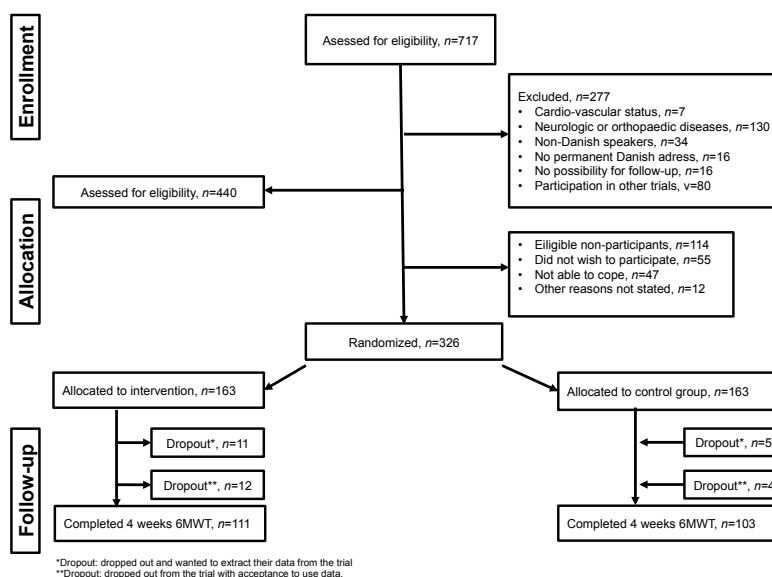 Enrollment
Asessed for eligibility, n=717
Excluded, n=277
• Cardio-vascular status, n=7
• Neurologic or orthopaedic diseases, n=130
• Non-Danish speakers, n=34
• No permanent Danish adress, n=16
• No possibility for follow-up, n=16
• Participation in other trials, v=80
Asessed for eligibility, n=440
Allocation
• Eiligible non-participants, n=114
• Did not wish to participate, n=55
• Not able to cope, n=47
• Other reasons not stated, n=12
Randomized, n=326
Allocated to intervention, n=163
Allocated to control group, n=163
Follow-up
Dropout*, n=11
Dropout*, n=5
Dropout**, n=12
Dropout**, n=4
Completed 4 weeks 6MWT, n=111
Completed 4 weeks 6MWT, n=103
*Dropout: dropped out and wanted to extract their data from the trial
**Dropout: dropped out from the trial with acceptance to use data.